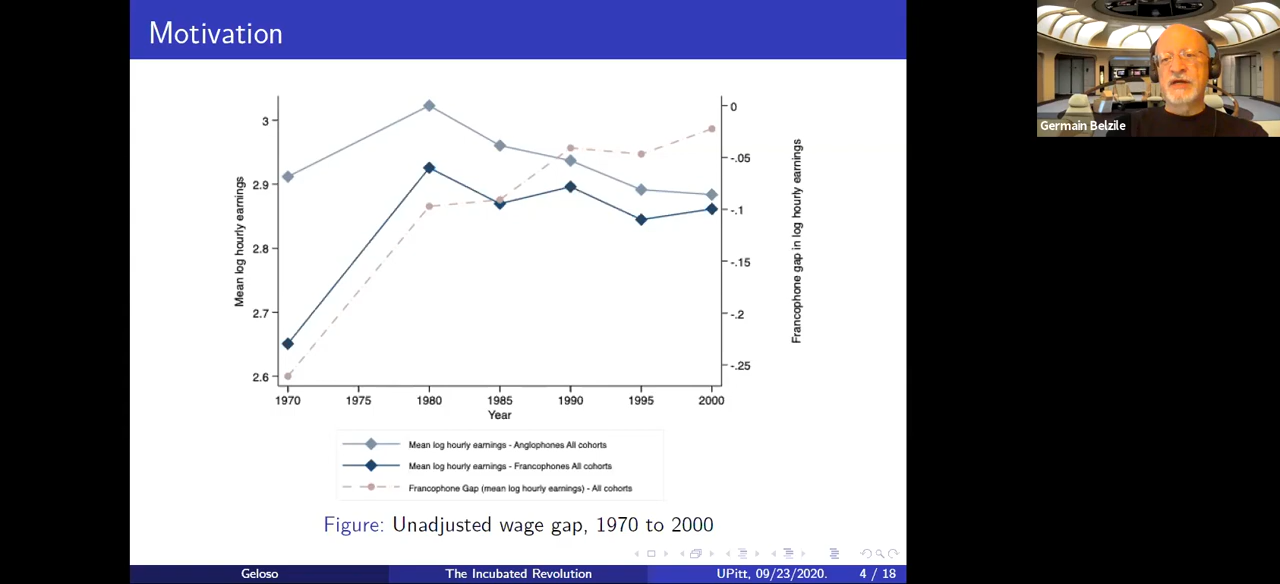 Motivation
Germain Belzile
3
2.9
2.8
2.7
2.6
Mean log hourly earnings
0
-.05
-.1
-.15
-.2
-.25
Francophone gap in log hourly earnings
1970 1975 1980 1985 1990 1995 2000
Year
Mean log hourly earnings - Anglophones All cohorts
Mean log hourly earnings - Francophones All cohorts
Francophone Gap (mean log hourly earnings) - All cohorts
Figure: Unadjusted wage gap, 1970 to 2000
Geloso The Incubated Revolution UPitt, 09/23/2020. 4 / 18